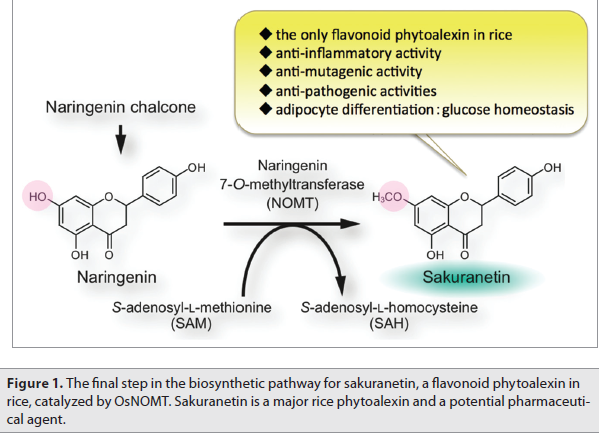 ◆ the only flavonoid phytoalexin in rice
◆ anti-inflammatory activity
◆ anti-mutagenic activity
◆ anti-pathogenic activities
◆ adipocyte differentiation : glucose homeostasis
Naringenin chalcone
HO
O
OH
OH
O
Naringenin
Naringenin
7-O-methyltransferase
(NOMT)
S-adenosyl-L-methionine
(SAM)
S-adenosyl-L-homocysteine
(SAH)
H₃CO
O
OH
OH
O
Sakuranetin
Figure 1. The final step in the biosynthetic pathway for sakuranetin, a flavonoid phytoalexin in
rice, catalyzed by OsNOMT. Sakuranetin is a major rice phytoalexin and a potential pharmaceuti-
cal agent.